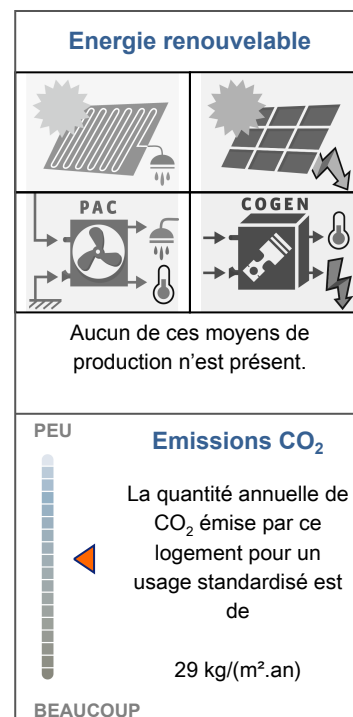 Energie renouvelable
PAC
COGEN
Aucun de ces moyens de
production n’est présent.
PEU
Emissions CO₂
La quantité annuelle de
CO₂ émise par ce
logement pour un
usage standardisé est
de
29 kg/(m².an)
BEAUCOUP